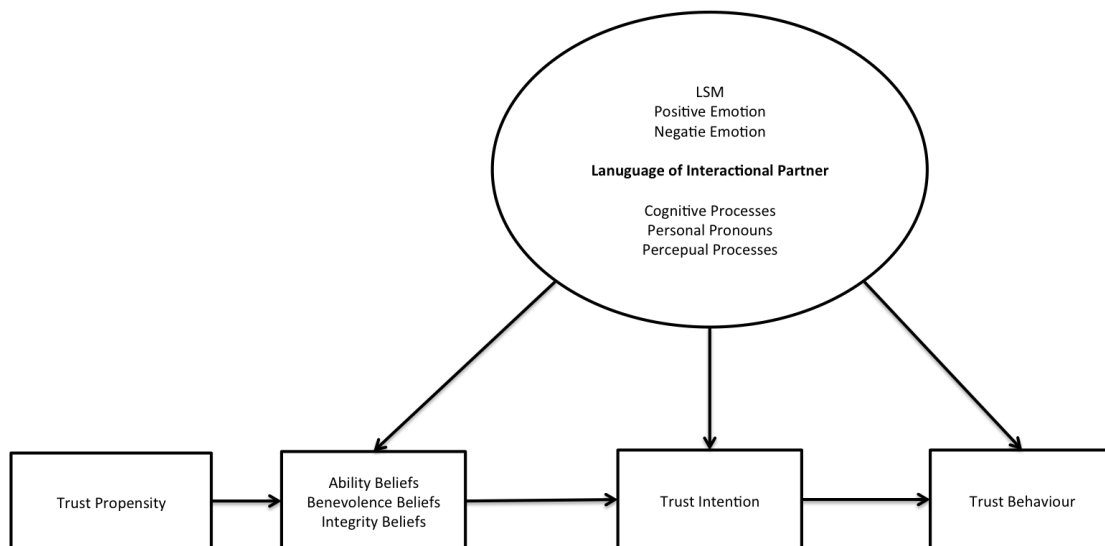 LSM
Positive Emotion
Negatie Emotion
Lanuguage of Interactional Partner
Cognitive Processes
Personal Pronouns
Percepual Processes
Trust Propensity
Ability Beliefs
Benevolence Beliefs
Integrity Beliefs
Trust Intention
Trust Behaviour